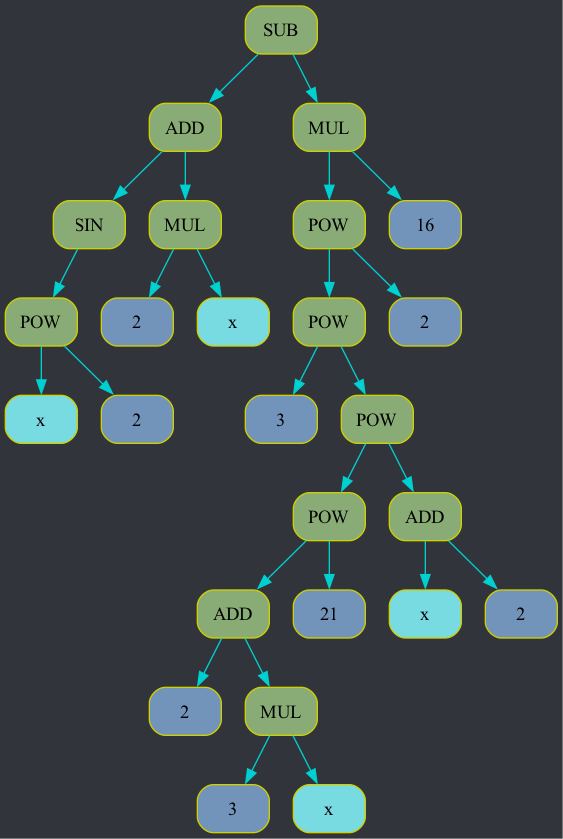 SUB
ADD MUL
SIN MUL POW 16
POW 2 x POW 2
x 2 3 POW
POW ADD
ADD 21 x 2
2 MUL
3 x